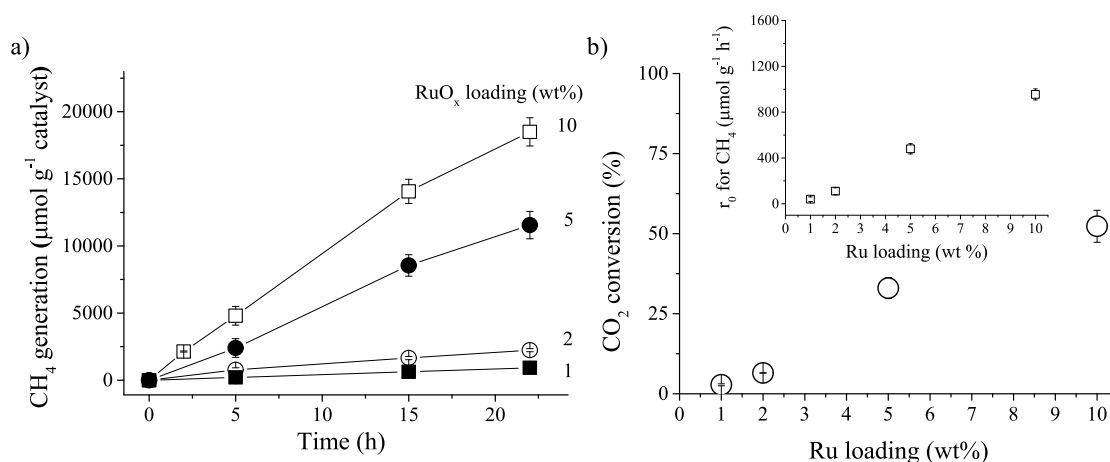 a)
CH₄ generation (μmol g⁻¹ catalyst)
20000
15000
10000
5000
0
RuOₓ loading (wt%)
10
5
2
1
0 5 10 15 20
Time (h)
b)
CO₂ conversion (%)
100
75
50
25
0
0 1 2 3 4 5 6 7 8 9 10
Ru loading (wt%)
r₀ for CH₄ (μmol g⁻¹ h⁻¹)
1600
1200
800
400
0
0 1 2 3 4 5 6 7 8 9 10
Ru loading (wt %)